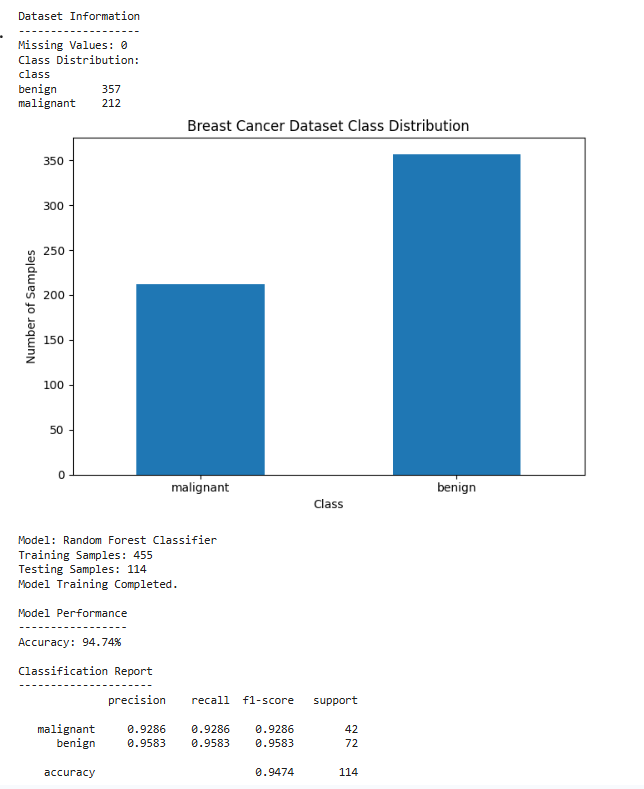 Dataset Information
-------------------
Missing Values: 0
Class Distribution:
class
benign       357
malignant    212
Breast Cancer Dataset Class Distribution
Number of Samples
350
300
250
200
150
100
50
0
malignant benign
Class
Model: Random Forest Classifier
Training Samples: 455
Testing Samples: 114
Model Training Completed.
Model Performance
-----------------
Accuracy: 94.74%
Classification Report
---------------------
              precision    recall  f1-score   support
   malignant     0.9286    0.9286    0.9286        42
      benign     0.9583    0.9583    0.9583        72
    accuracy                         0.9474       114